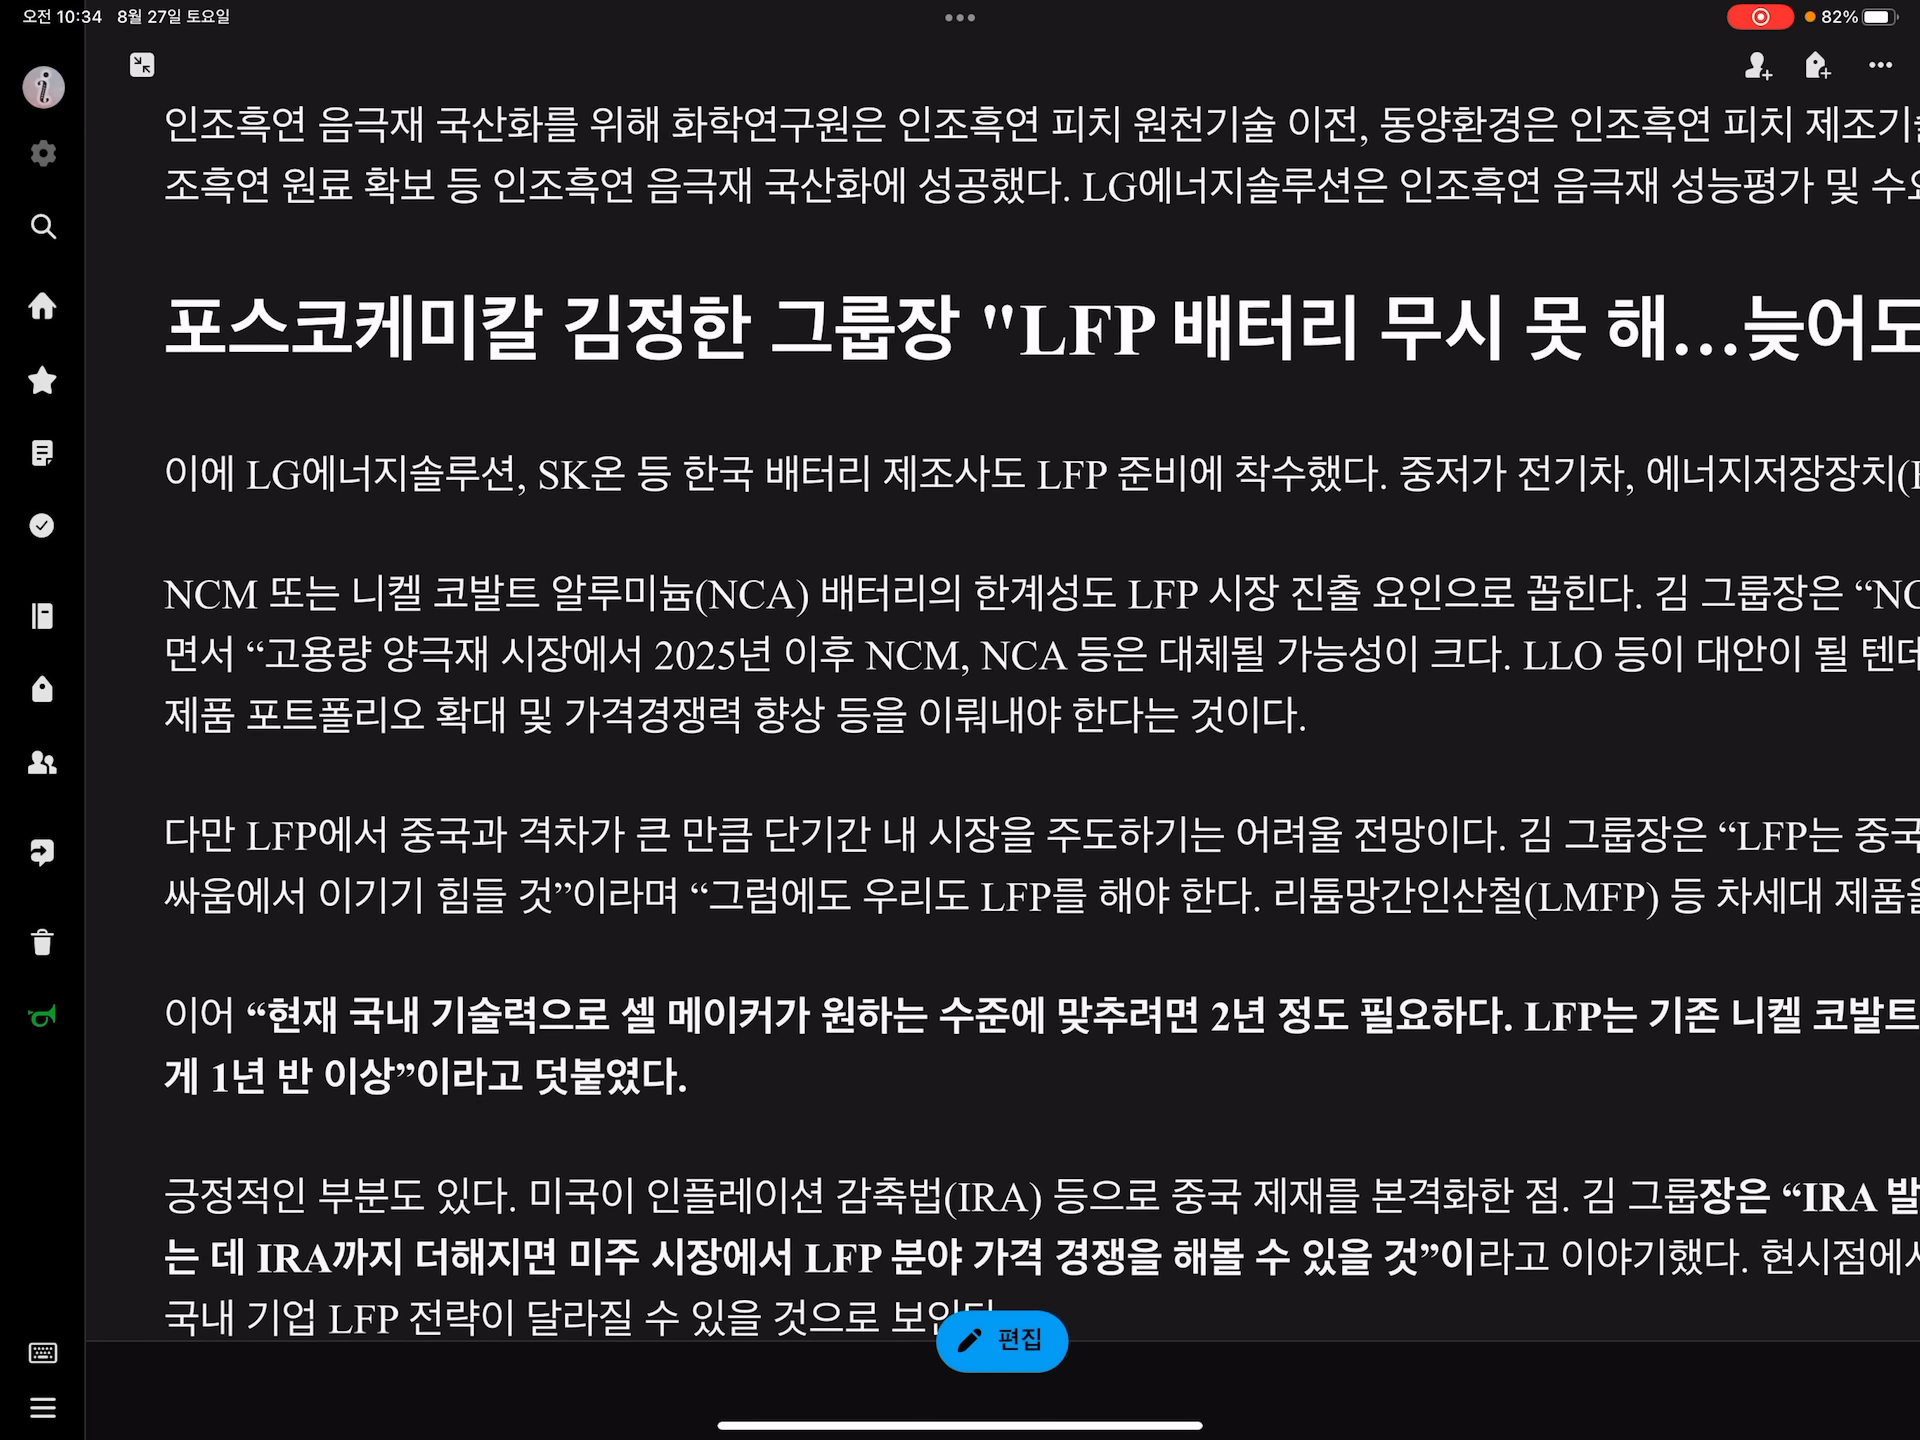 오전 10:34 8월 27일 토요일
82%
인조흑연 음극재 국산화를 위해 화학연구원은 인조흑연 피치 원천기술 이전, 동양환경은 인조흑연 피치 제조기
조흑연 원료 확보 등 인조흑연 음극재 국산화에 성공했다. LG에너지솔루션은 인조흑연 음극재 성능평가 및
포스코케미칼 김정한 그룹장 "LFP 배터리 무시 못 해...늦어도
이에 LG에너지솔루션, SK온 등 한국 배터리 제조사도 LFP 준비에 착수했다. 중저가 전기차, 에너지저장장치(
NCM 또는 니켈 코발트 알루미늄(NCA) 배터리의 한계성도 LFP 시장 진출 요인으로 꼽힌다. 김 그룹장은 “NC
면서 “고용량 양극재 시장에서 2025년 이후 NCM, NCA 등은 대체될 가능성이 크다. LLO 등이 대안이 될 텐데
제품 포트폴리오 확대 및 가격경쟁력 향상 등을 이뤄내야 한다는 것이다.
다만 LFP에서 중국과 격차가 큰 만큼 단기간 내 시장을 주도하기는 어려울 전망이다. 김 그룹장은 “LFP는 중국
싸움에서 이기기 힘들 것”이라며 “그럼에도 우리도 LFP를 해야 한다. 리튬망간인산철(LMFP) 등 차세대 제품을
이어 “현재 국내 기술력으로 셀 메이커가 원하는 수준에 맞추려면 2년 정도 필요하다. LFP는 기존 니켈 코발트
게 1년 반 이상”이라고 덧붙였다.
긍정적인 부분도 있다. 미국이 인플레이션 감축법(IRA) 등으로 중국 제재를 본격화한 점. 김 그룹장은 “IRA 발
는 데 IRA까지 더해지면 미주 시장에서 LFP 분야 가격 경쟁을 해볼 수 있을 것”이라고 이야기했다. 현시점에서
국내 기업 LFP 전략이 달라질 수 있을 것으로 보인다
편집